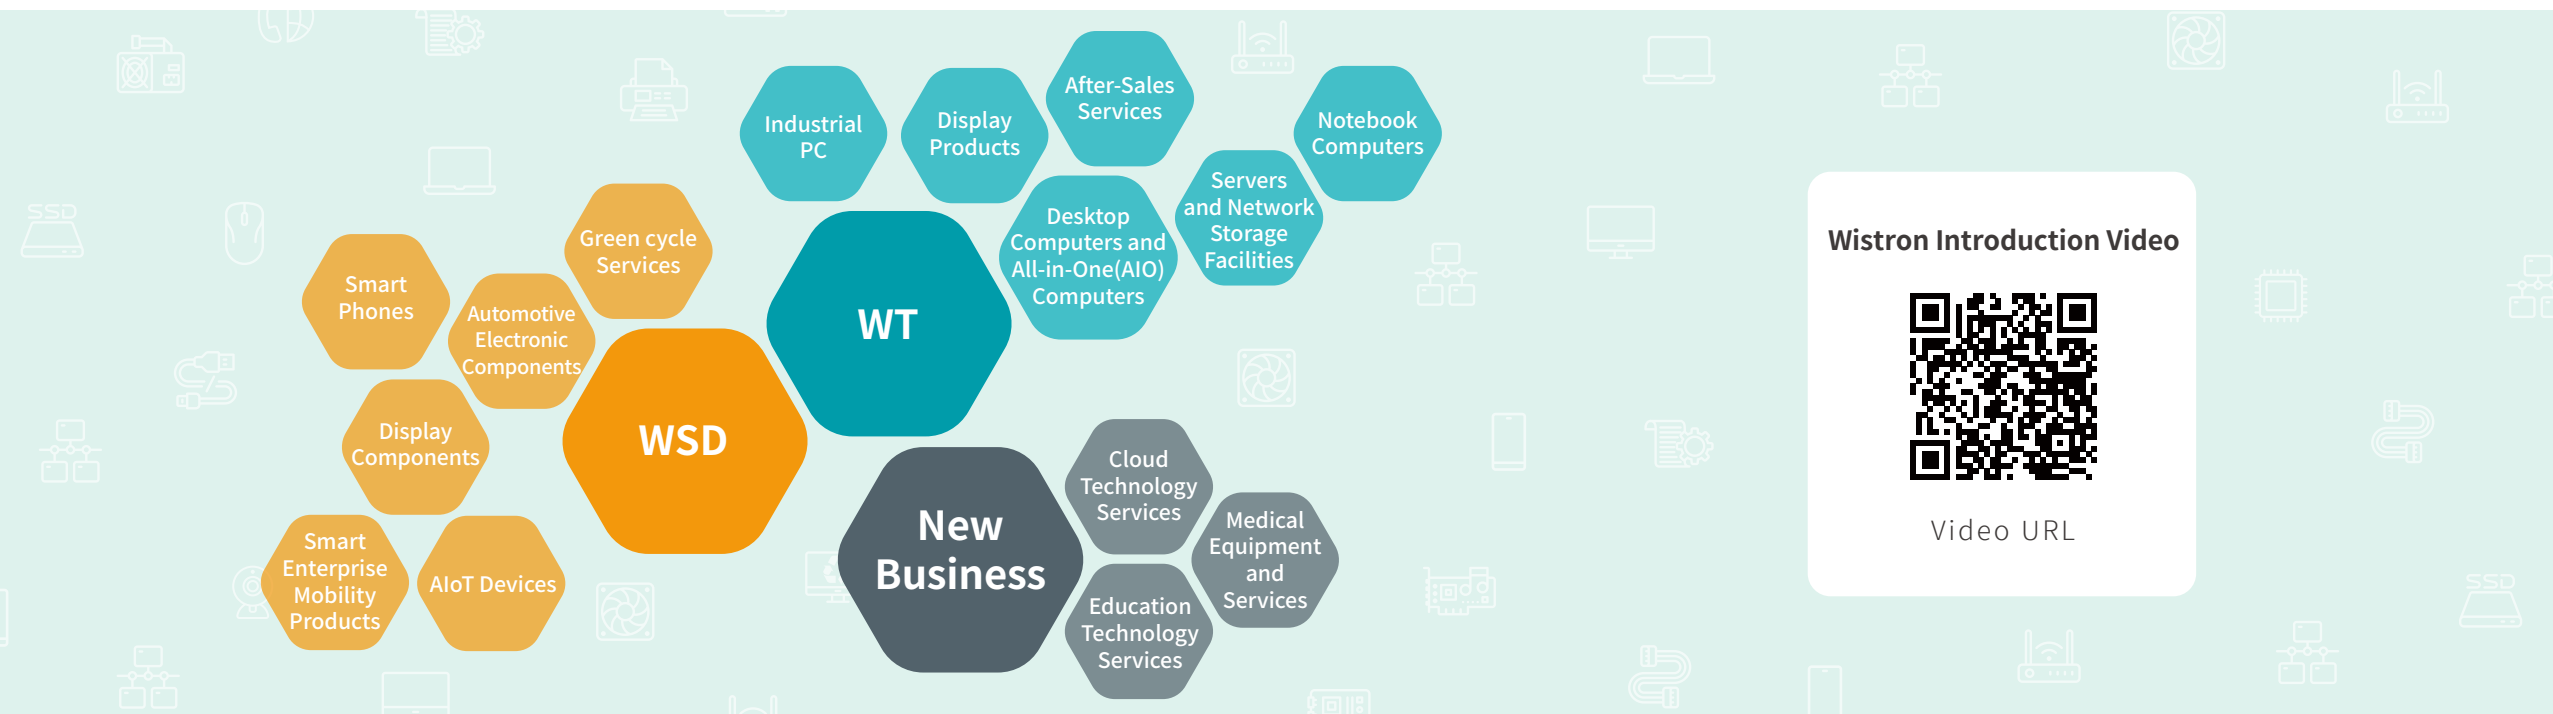 Industrial
PC
Display
Products
After-Sales
Services
Notebook
Computers
Desktop
Computers and
All-in-One(AIO)
Computers
Servers
and Network
Storage
Facilities
WT
Green cycle
Services
Smart
Phones
Automotive
Electronic
Components
Display
Components
Smart
Enterprise
Mobility
Products
AIoT Devices
WSD
New
Business
Cloud
Technology
Services
Medical
Equipment
and
Services
Education
Technology
Services
Wistron Introduction Video
Video URL
SSD
SSD